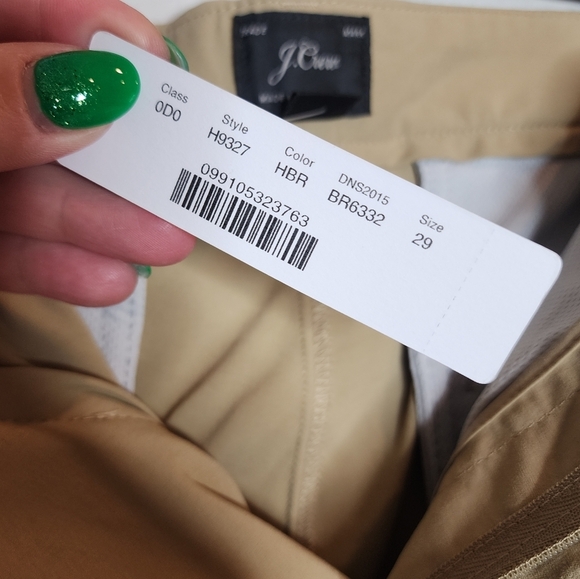 J.Crew
Class Style Color DNS2015 Size
0D0 H9327 HBR BR6332 29
099105323763